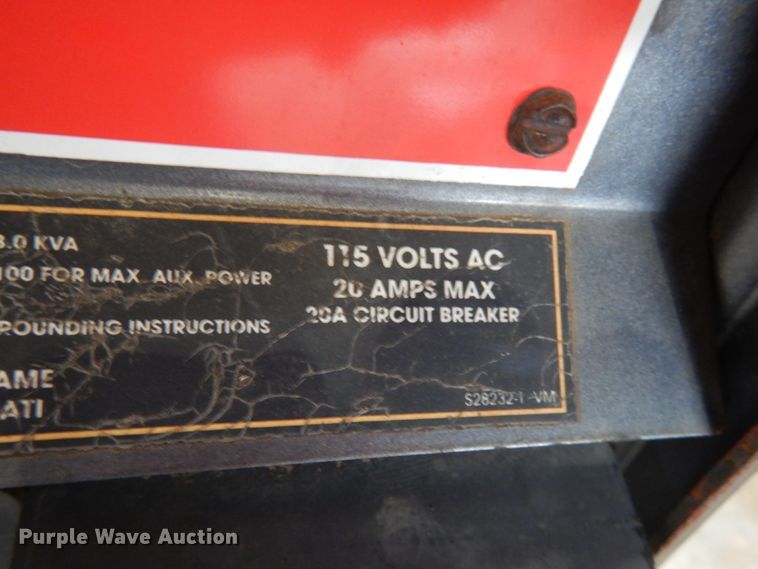 3.0 KVA
100 FOR MAX. AUX. POWER
ROUNDING INSTRUCTIONS
AME
ATI
115 VOLTS AC
20 AMPS MAX
20A CIRCUIT BREAKER
S28232-1 VM
Purple Wave Auction®